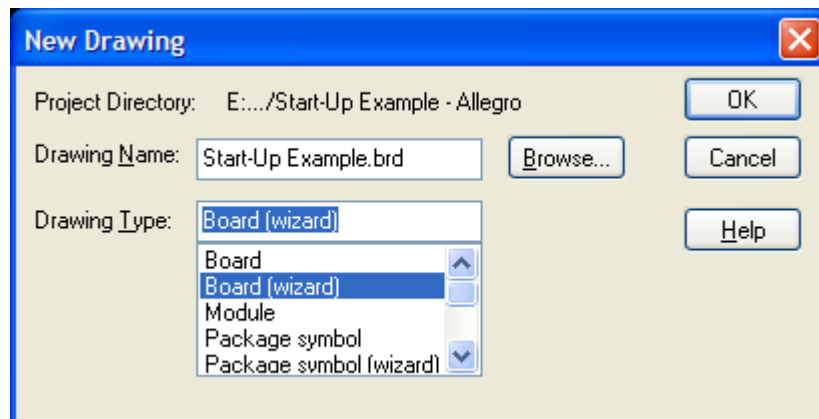 New Drawing
Project Directory: E:.../Start-Up Example - Allegro OK
Drawing Name: Start-Up Example.brd Browse... Cancel
Drawing Type: Board (wizard) Help
Board
Board (wizard)
Module
Package symbol
Package symbol (wizard)